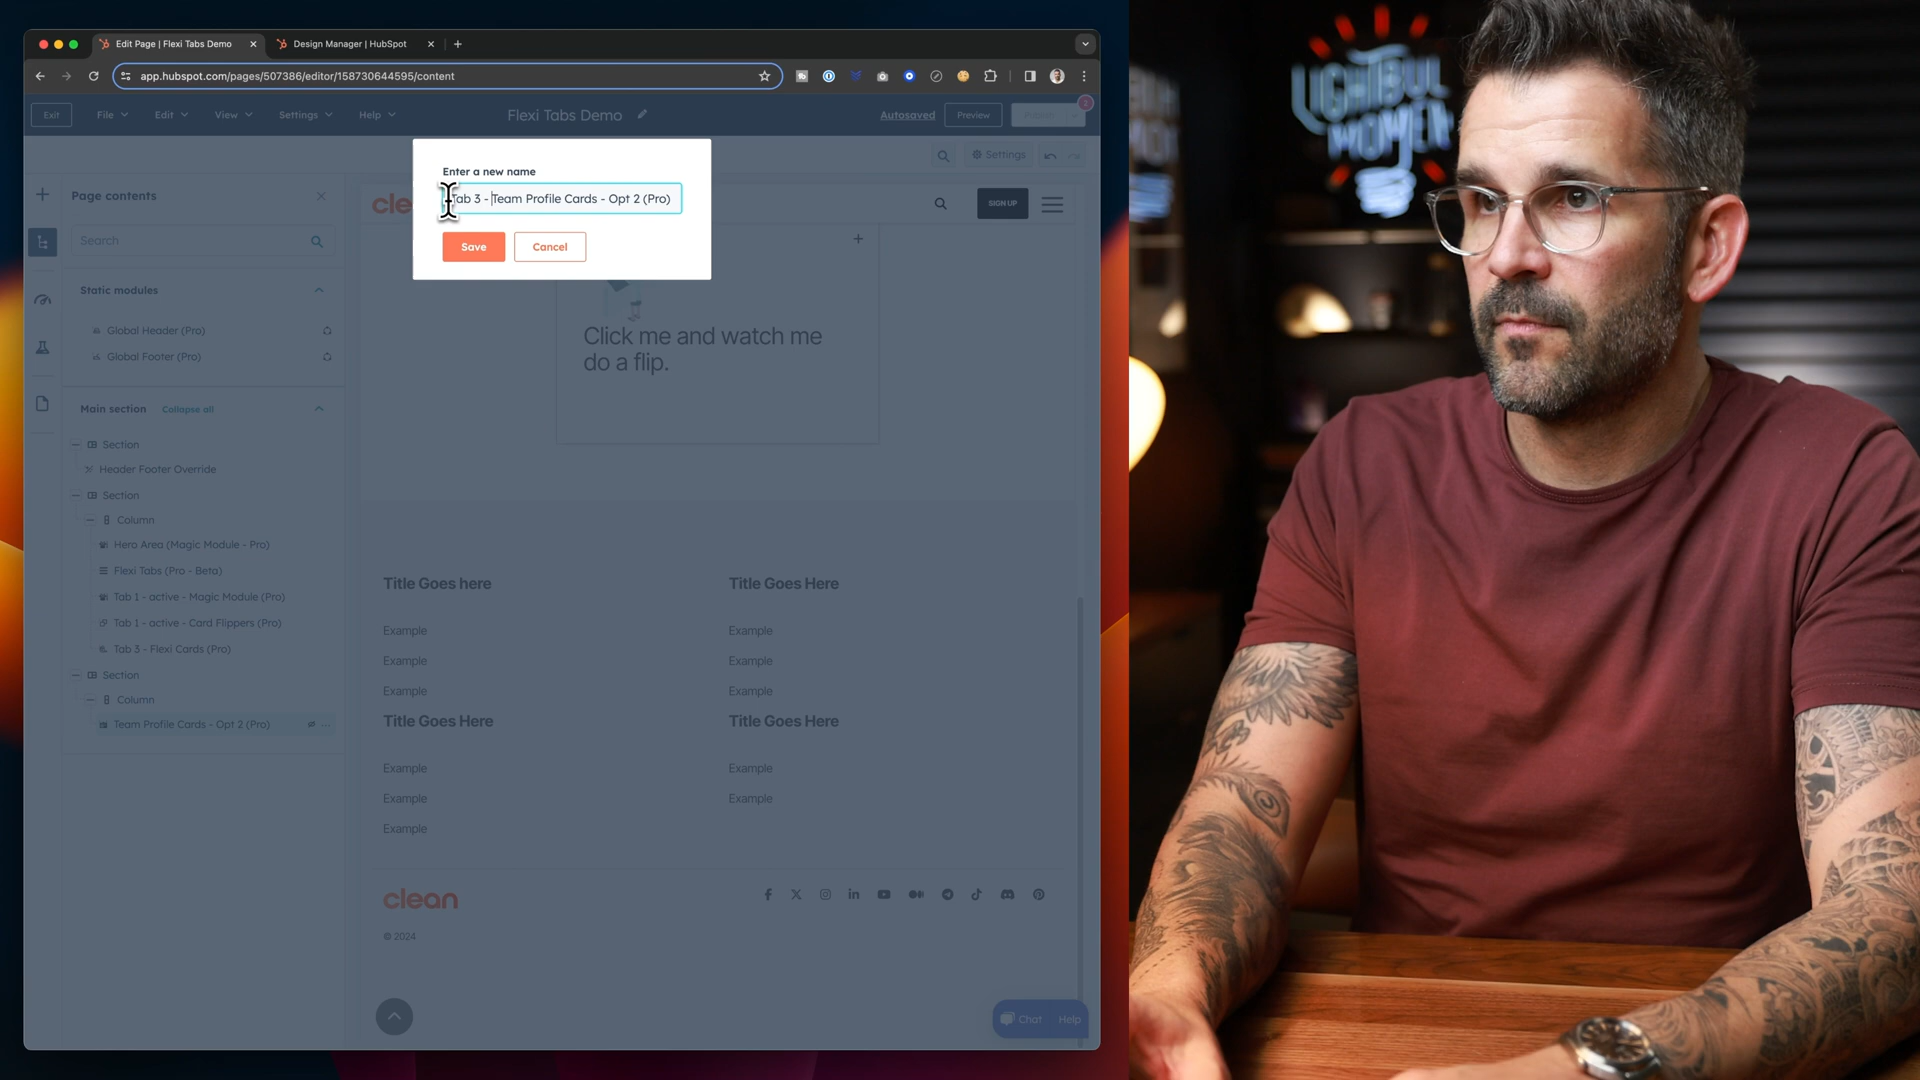 Edit Page | Flexi Tabs Demo
Design Manager | HubSpot
app.hubspot.com/pages/507386/editor/158730644595/content
Exit
File
Edit
View
Settings
Help
Flexi Tabs Demo
Autosaved
Preview
2
Settings
Page contents
Search
Static modules
Global Header (Pro)
Global Footer (Pro)
Main section
Collapse all
Section
Header Footer Override
Section
Column
Hero Area (Magic Module - Pro)
Flexi Tabs (Pro - Beta)
Tab 1 - active - Magic Module (Pro)
Tab 1 - active - Card Flippers (Pro)
Tab 3 - Flexi Cards (Pro)
Section
Column
Team Profile Cards - Opt 2 (Pro)
Enter a new name
Tab 3 - Team Profile Cards - Opt 2 (Pro)
Save
Cancel
cle
SIGN UP
Click me and watch me
do a flip.
Title Goes here
Example
Example
Example
Title Goes Here
Example
Example
Example
Title Goes Here
Example
Example
Example
Title Goes Here
Example
Example
clean
© 2024
Chat
Help
LIGHTBUL
MOMEN